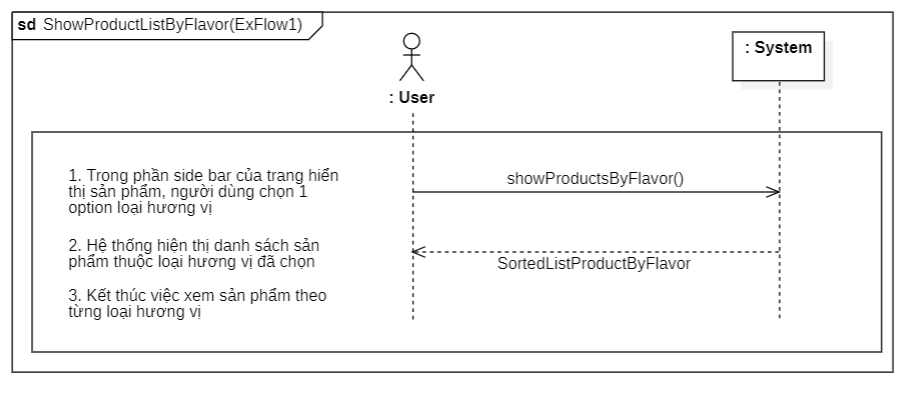 sd ShowProductListByFlavor(ExFlow1)
: User
: System
1. Trong phần side bar của trang hiển
thị sản phẩm, người dùng chọn 1
option loại hương vị
showProductsByFlavor()
2. Hệ thống hiện thị danh sách sản
phẩm thuộc loại hương vị đã chọn
SortedListProductByFlavor
3. Kết thúc việc xem sản phẩm theo
từng loại hương vị